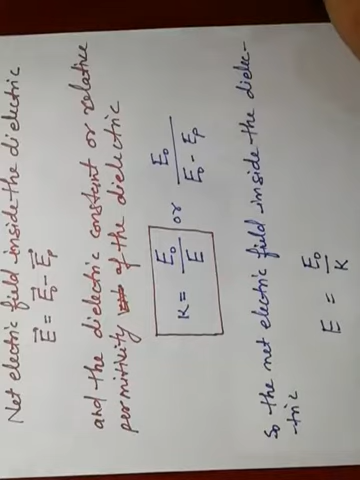 Net electric field inside the dielectric
E⃗ = E⃗₀ - E⃗p
and the dielectric constant or relative
permitivity of the dielectric
K = E₀/E or E₀/(E₀ - Ep)
So the net electric field inside the dielec-
-tric
E = E₀/K